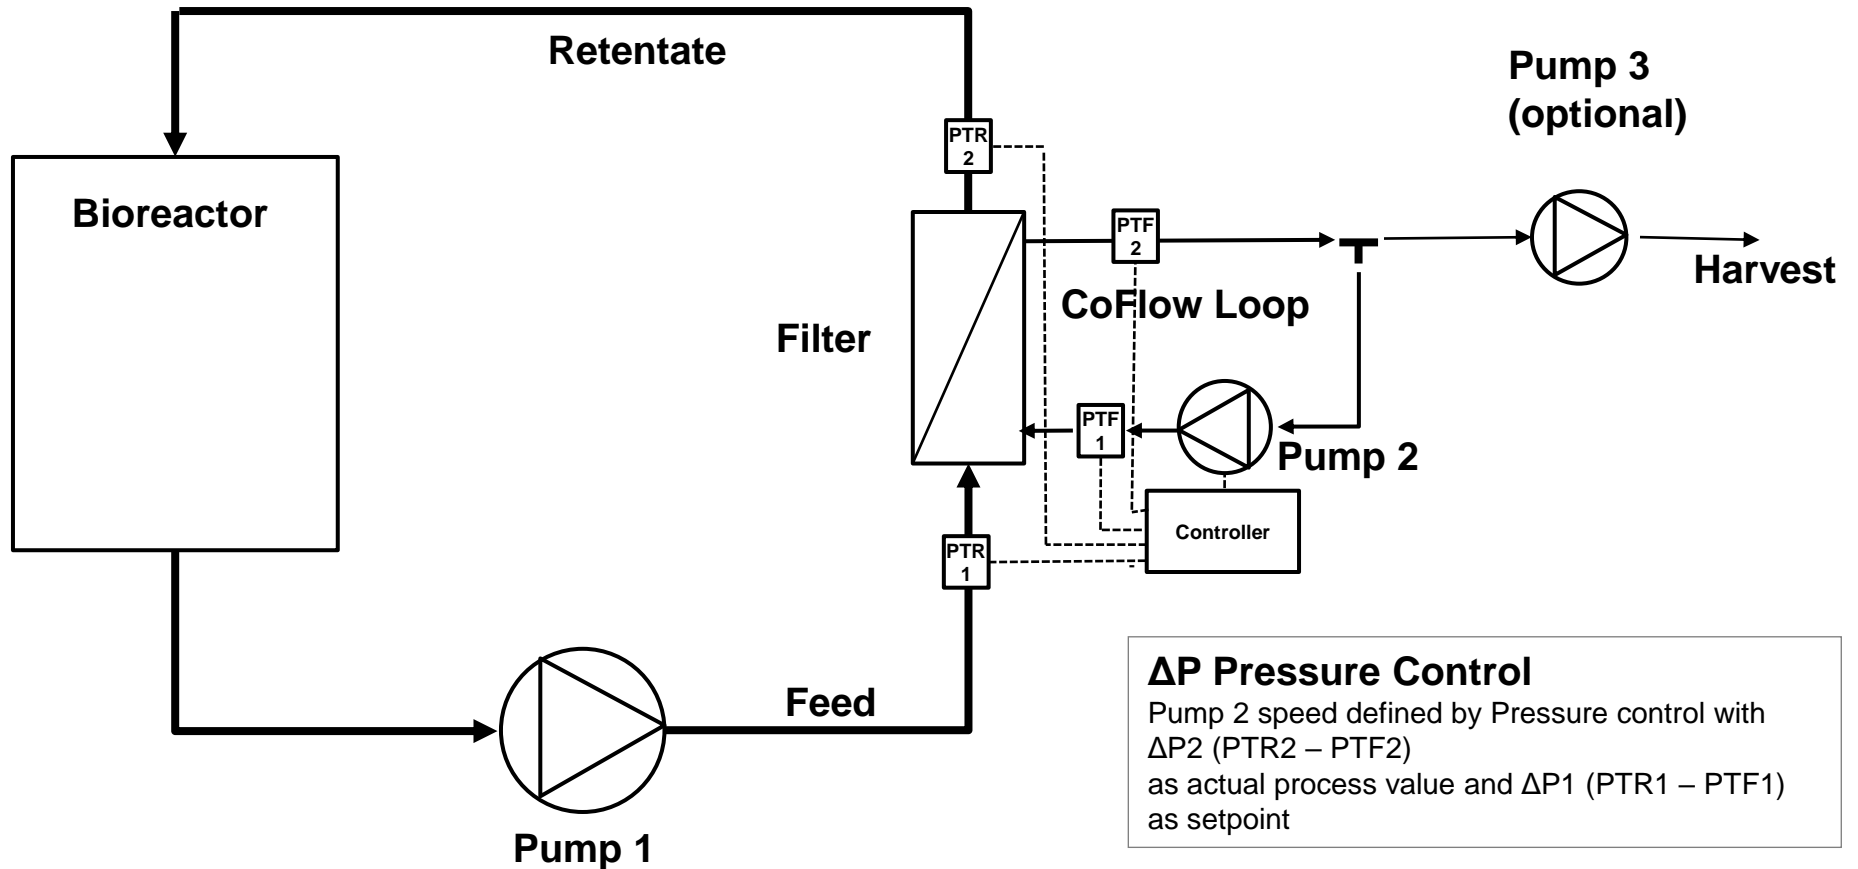 Retentate
Pump 3
(optional)
PTR
2
Bioreactor
PTF
2
Harvest
CoFlow Loop
Filter
PTF
1
Pump 2
Controller
PTR
1
Feed
Pump 1
ΔP Pressure Control
Pump 2 speed defined by Pressure control with
ΔP2 (PTR2 – PTF2)
as actual process value and ΔP1 (PTR1 – PTF1)
as setpoint